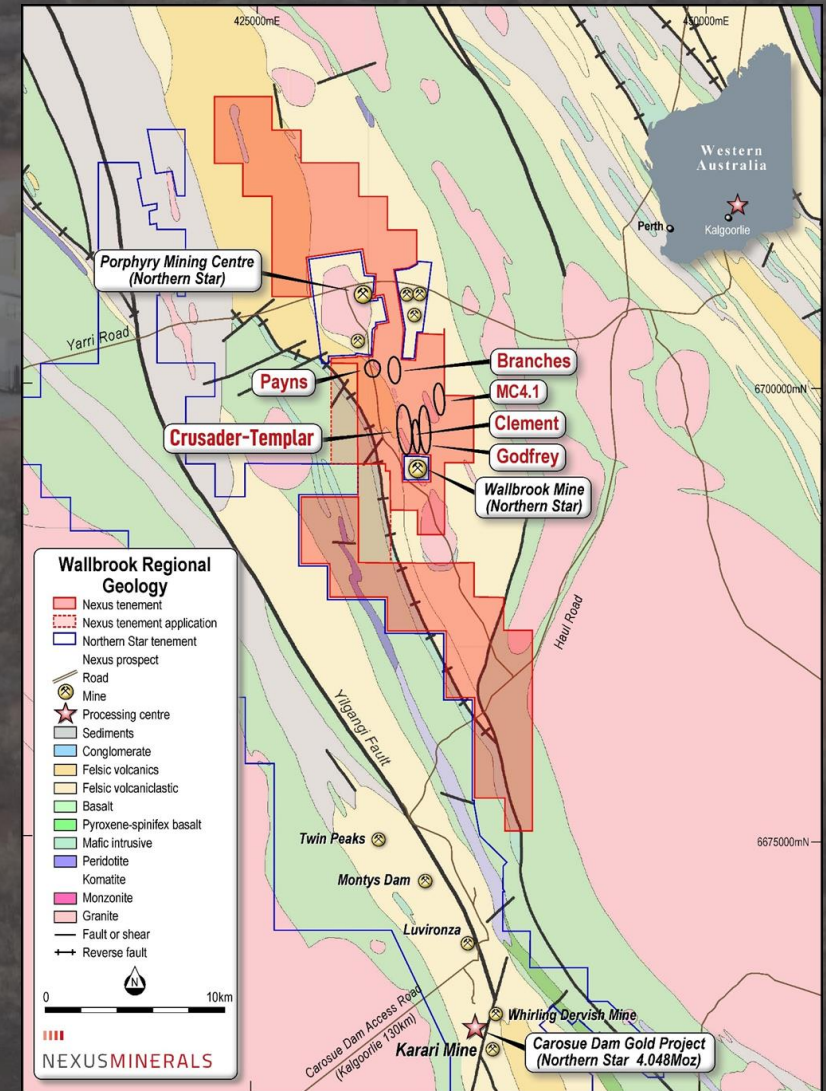 425000mE
450000mE
Western
Australia
Perth
Kalgoorlie
Porphyry Mining Centre
(Northern Star)
Yarri Road
Branches
Payns
MC4.1
6700000mN
Clement
Crusader-Templar
Godfrey
Wallbrook Mine
(Northern Star)
Haul Road
Wallbrook Regional
Geology
Nexus tenement
Nexus tenement application
Northern Star tenement
Nexus prospect
Road
Mine
Processing centre
Sediments
Conglomerate
Felsic volcanics
Felsic volcaniclastic
Basalt
Pyroxene-spinifex basalt
Mafic intrusive
Peridotite
Komatite
Monzonite
Granite
Fault or shear
Reverse fault
N
0 10km
NEXUSMINERALS
Yilgangi Fault
Twin Peaks
6675000mN
Montys Dam
Luvironza
Carosue Dam Access Road
(Kalgoorlie 130km)
Whirling Dervish Mine
Karari Mine
Carosue Dam Gold Project
(Northern Star 4.048Moz)